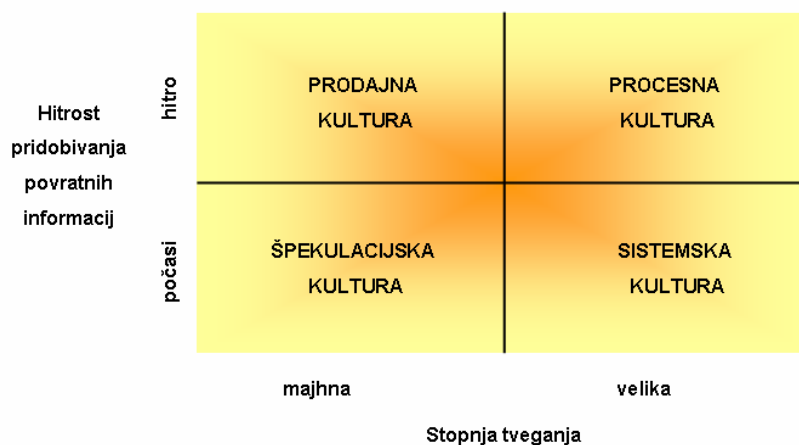 Hitrost
pridobivanja
povratnih
informacij
hitro
počasi
PRODAJNA
KULTURA
PROCESNA
KULTURA
ŠPEKULACIJSKA
KULTURA
SISTEMSKA
KULTURA
majhna
velika
Stopnja tveganja